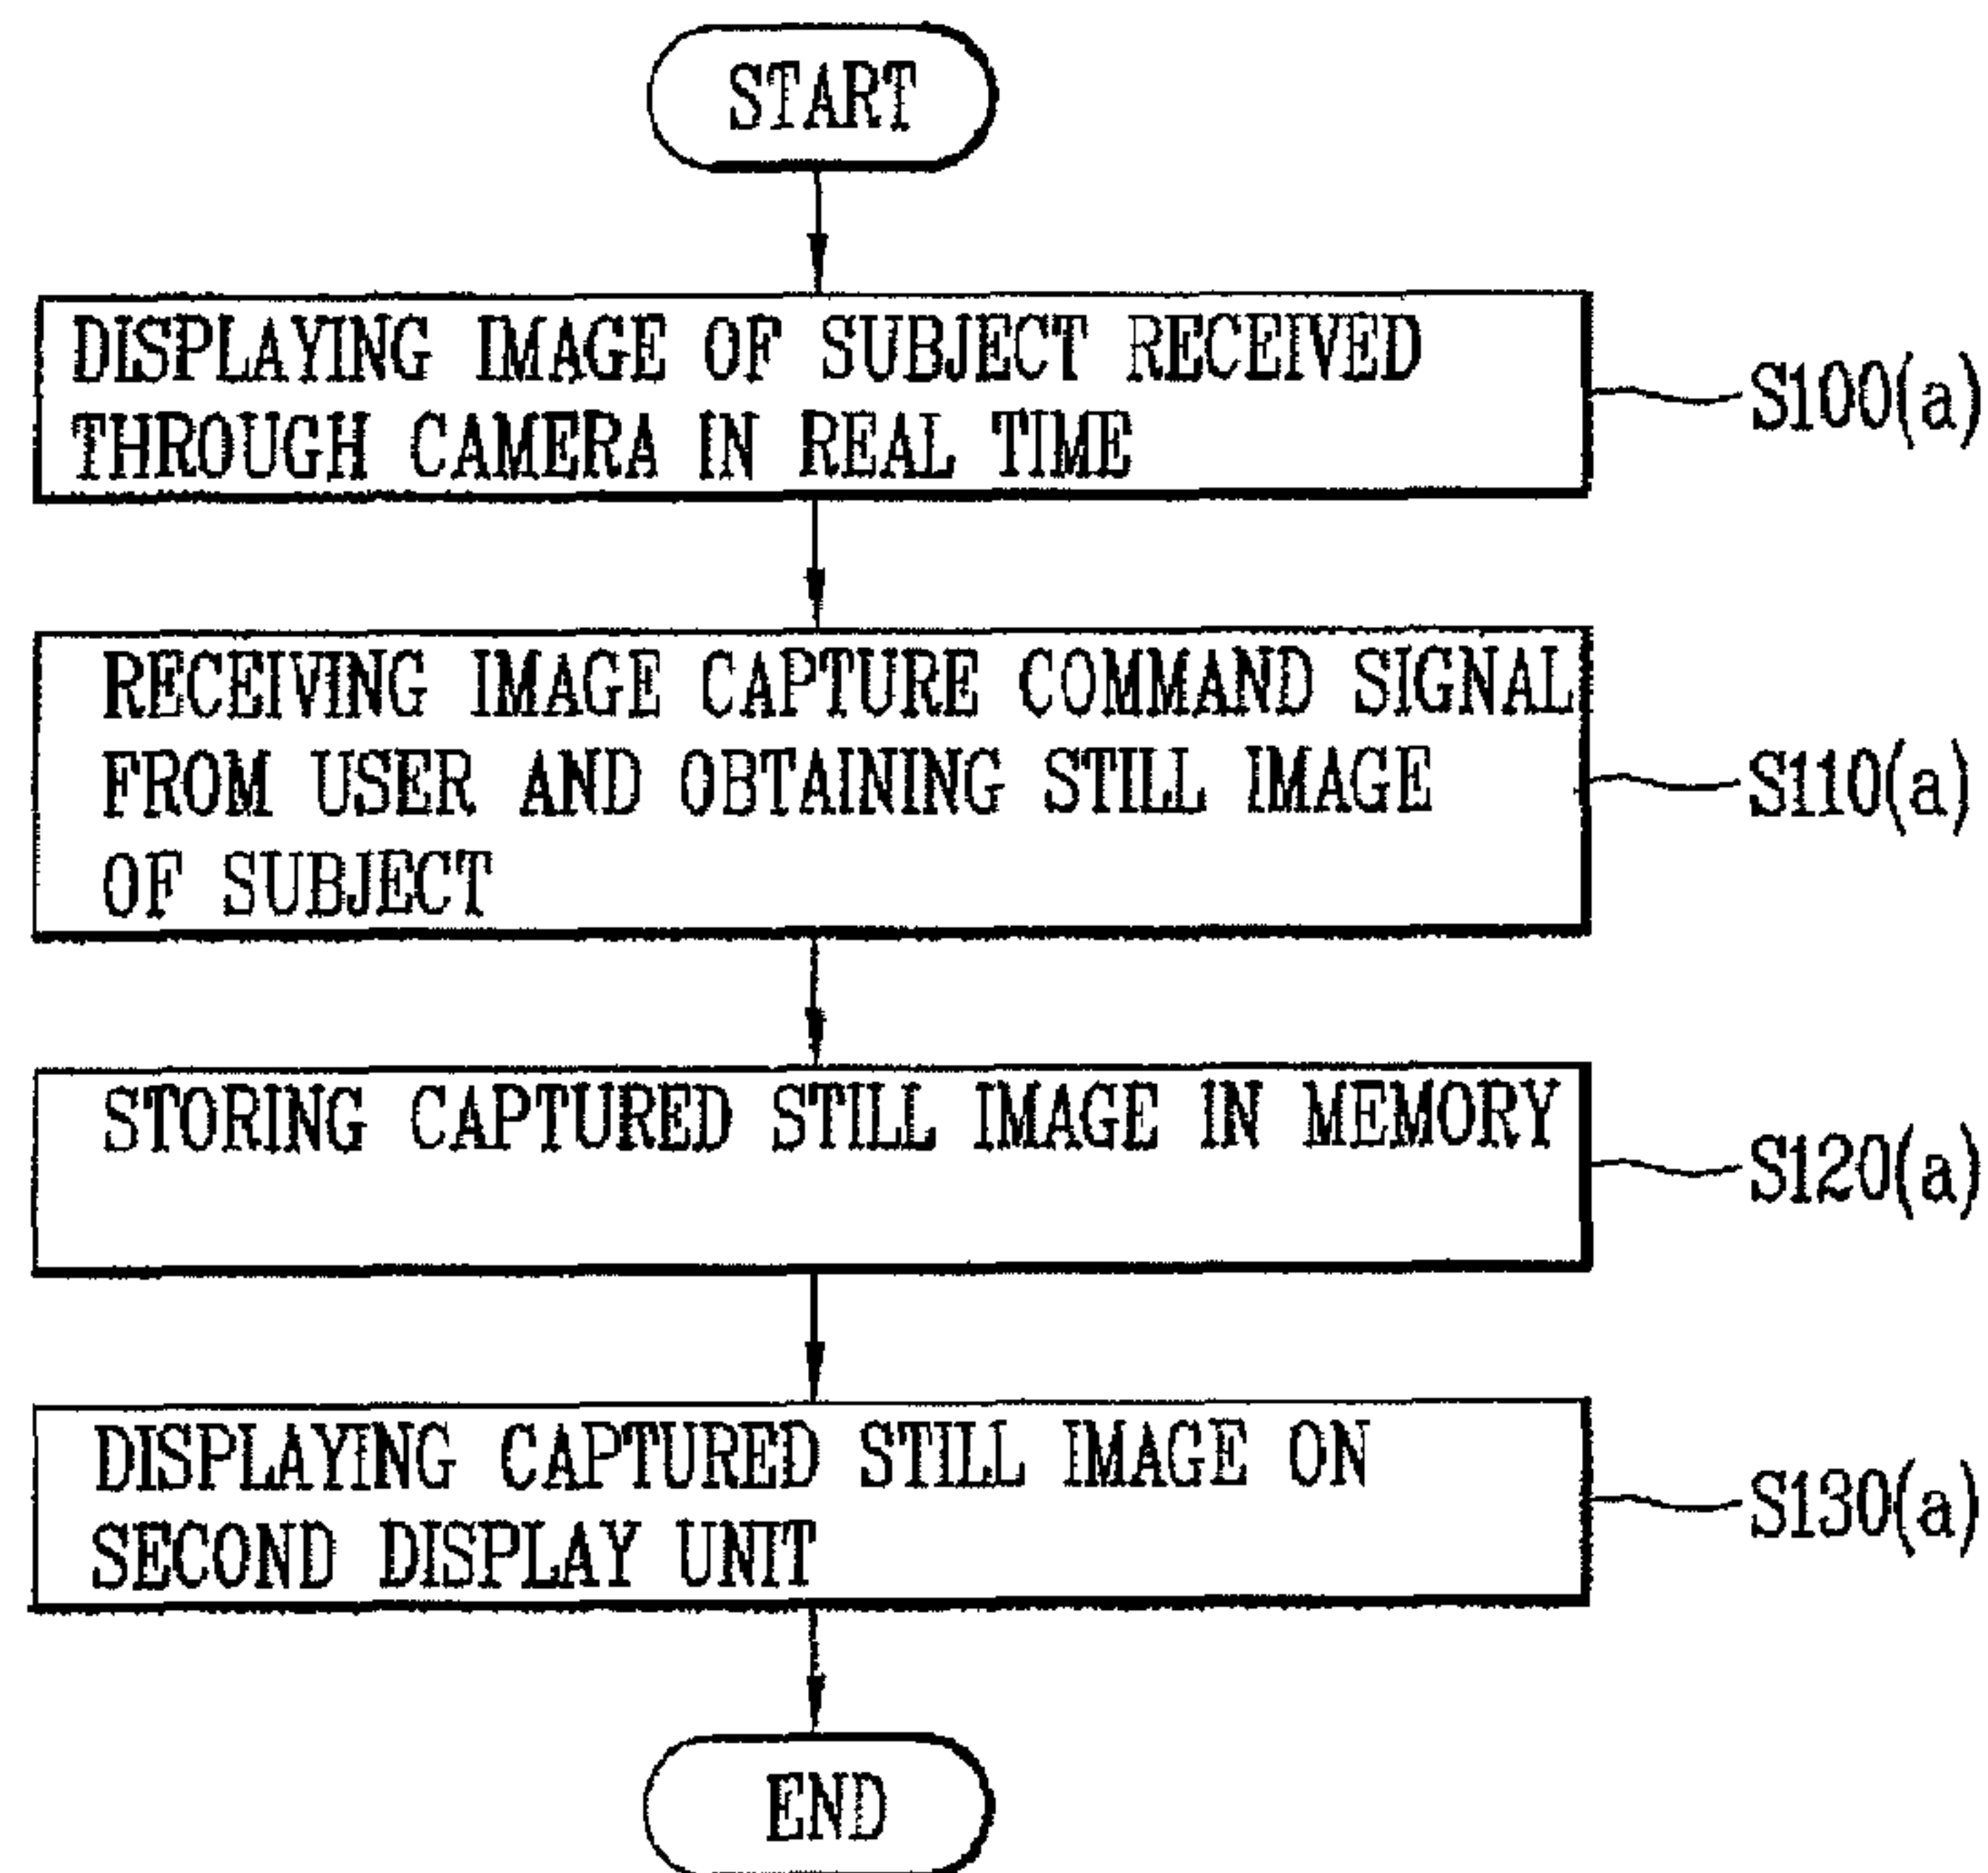 START
DISPLAYING IMAGE OF SUBJECT RECEIVED
THROUGH CAMERA IN REAL TIME
S100(a)
RECEIVING IMAGE CAPTURE COMMAND SIGNAL
FROM USER AND OBTAINING STILL IMAGE
OF SUBJECT
S110(a)
STORING CAPTURED STILL IMAGE IN MEMORY
S120(a)
DISPLAYING CAPTURED STILL IMAGE ON
SECOND DISPLAY UNIT
S130(a)
END